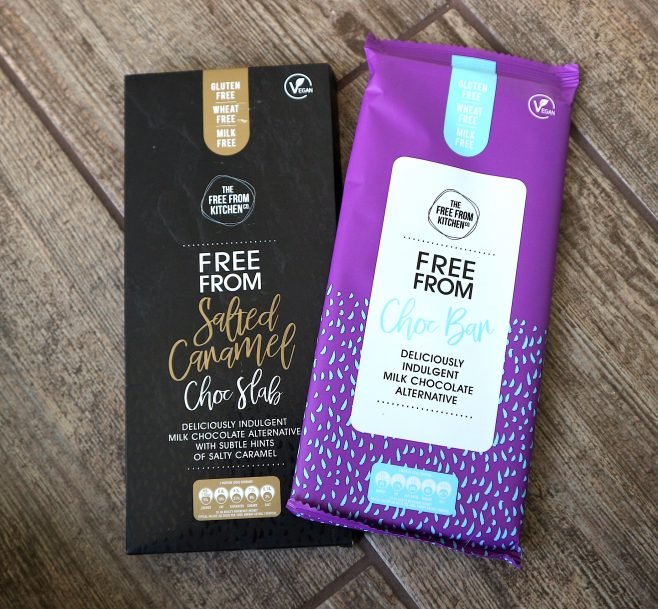 GLUTEN
FREE
WHEAT
FREE
MILK
FREE
VEGAN
THE
FREE FROM
KITCHEN CO.
FREE
FROM
Salted
Caramel
Choc Slab
DELICIOUSLY INDULGENT
MILK CHOCOLATE ALTERNATIVE
WITH SUBTLE HINTS
OF SALTY CARAMEL
GLUTEN
FREE
WHEAT
FREE
MILK
FREE
VEGAN
THE
FREE FROM
KITCHEN CO.
FREE
FROM
Choc Bar
DELICIOUSLY
INDULGENT
MILK CHOCOLATE
ALTERNATIVE